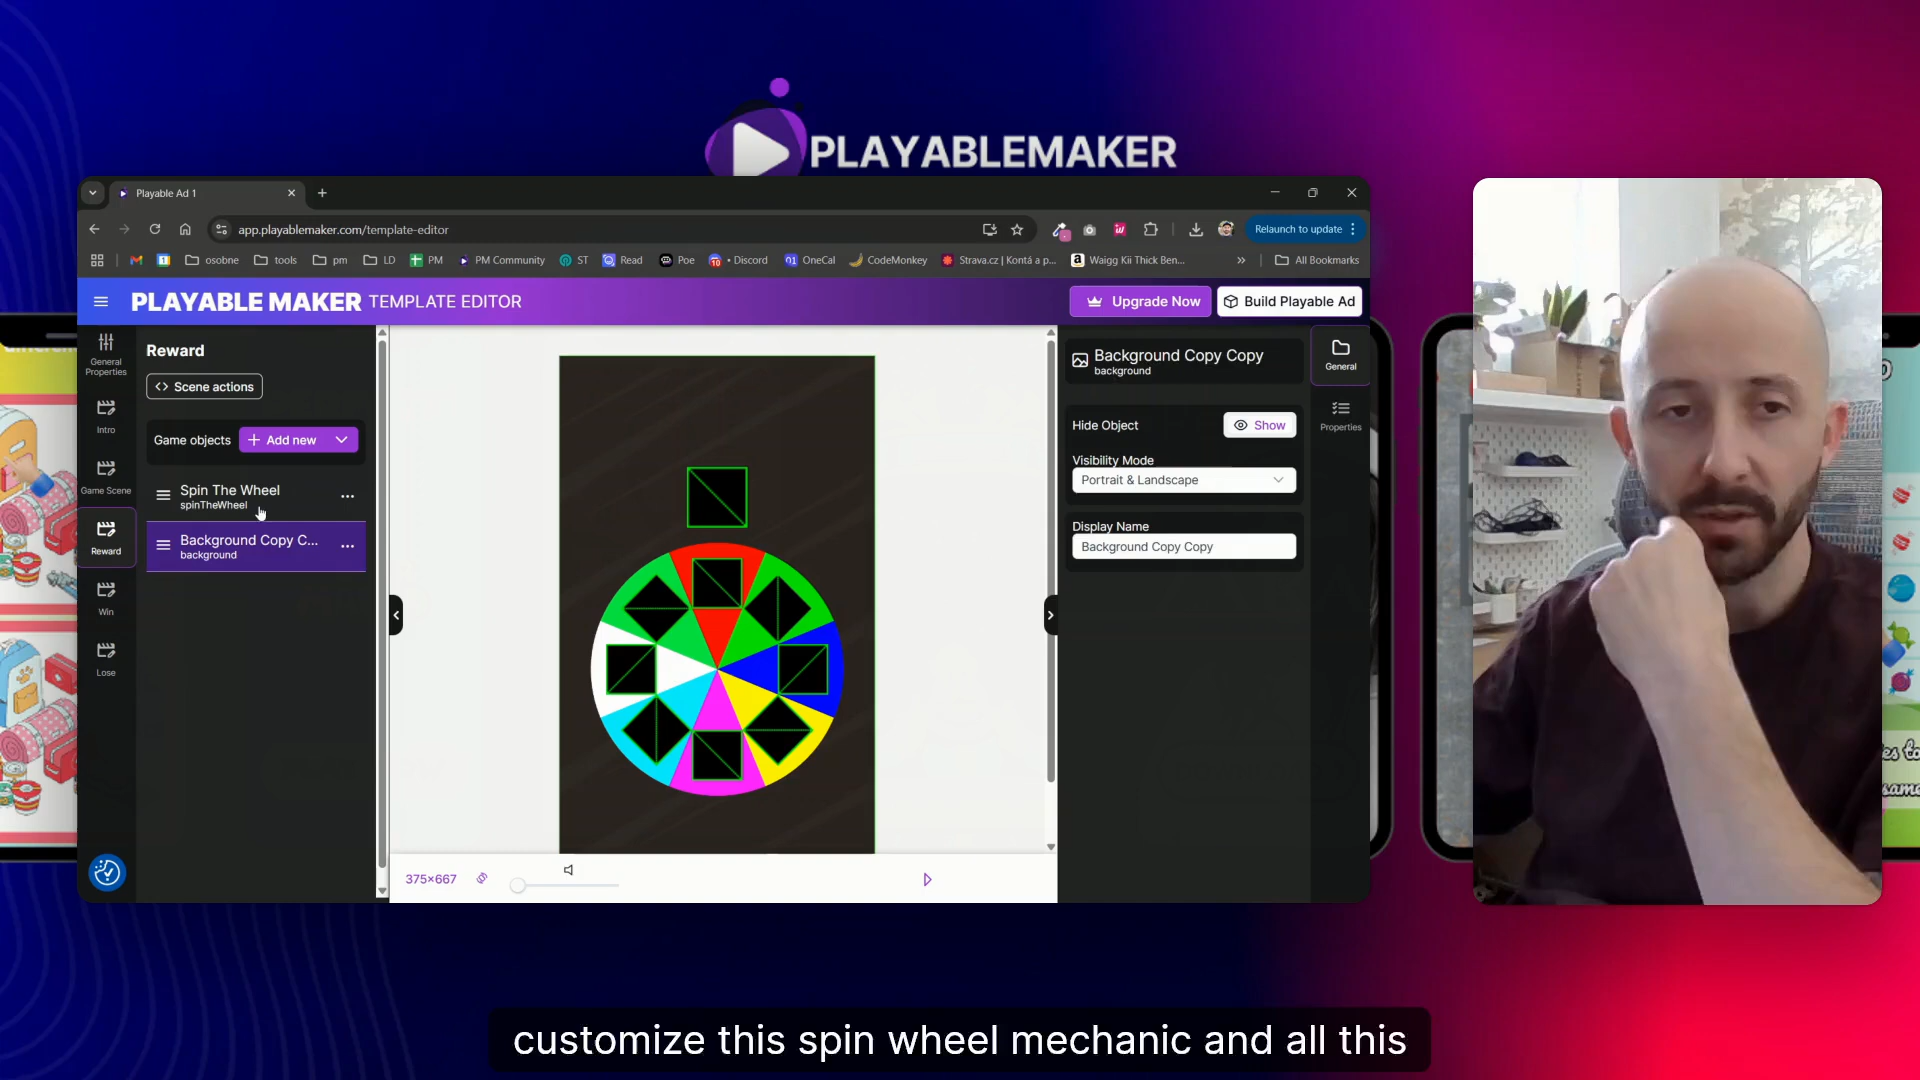 PLAYABLEMAKER
Playable Ad 1
app.playablemaker.com/template-editor
Relaunch to update
osobne
tools
pm
LD
PM
PM Community
ST
Read
Poe
• Discord
OneCal
CodeMonkey
Strava.cz | Kontá a p...
Waigg Kii Thick Ben...
All Bookmarks
PLAYABLE MAKER TEMPLATE EDITOR
Upgrade Now
Build Playable Ad
General
Properties
Intro
Game Scene
Reward
Win
Lose
Reward
Scene actions
Game objects
Add new
Spin The Wheel
spinTheWheel
Background Copy C...
background
375×667
Background Copy Copy
background
Hide Object
Show
Visibility Mode
Portrait & Landscape
Display Name
Background Copy Copy
General
Properties
customize this spin wheel mechanic and all this